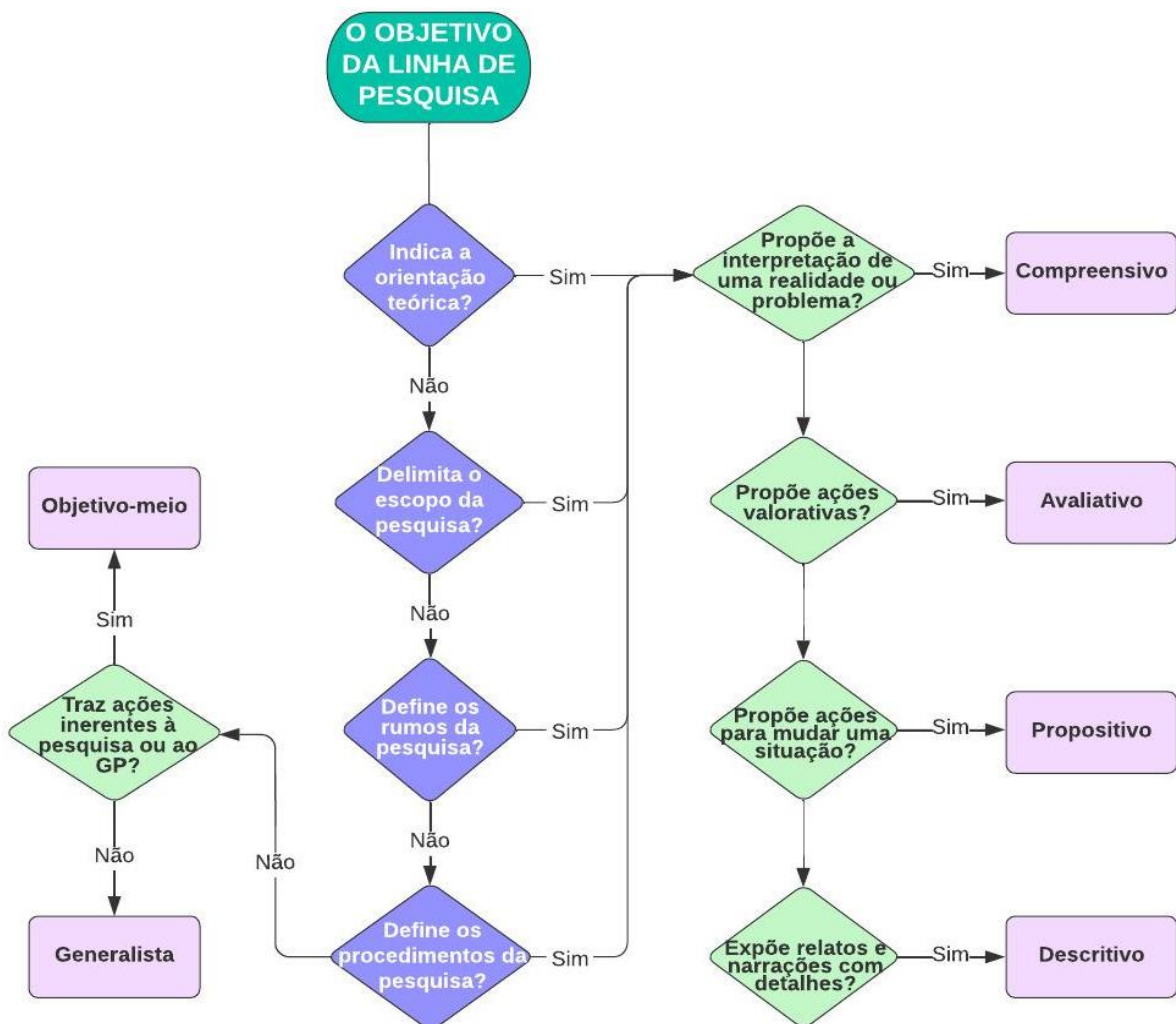 O OBJETIVO
DA LINHA DE
PESQUISA
Indica a
orientação
teórica?
Sim
Propõe a
interpretação de
uma realidade ou
problema?
Sim
Compreensivo
Não
Delimita o
escopo da
pesquisa?
Sim
Propõe ações
valorativas?
Sim
Avaliativo
Objetivo-meio
Sim
Não
Traz ações
inerentes à
pesquisa ou ao
GP?
Define os
rumos da
pesquisa?
Sim
Propõe ações
para mudar uma
situação?
Sim
Propositivo
Não
Não
Não
Generalista
Define os
procedimentos da
pesquisa?
Sim
Expõe relatos e
narrações com
detalhes?
Sim
Descritivo